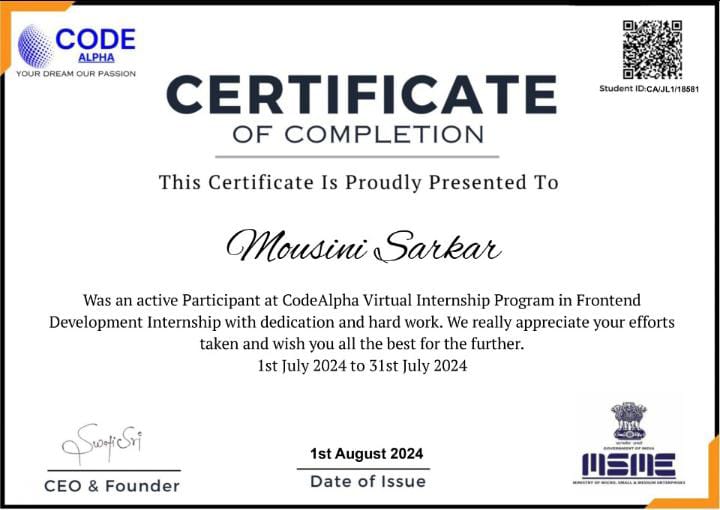 CODE
ALPHA
YOUR DREAM OUR PASSION
Student ID:CA/JL1/18581
CERTIFICATE
OF COMPLETION
This Certificate Is Proudly Presented To
Mousini Sarkar
Was an active Participant at CodeAlpha Virtual Internship Program in Frontend
Development Internship with dedication and hard work. We really appreciate your efforts
taken and wish you all the best for the further.
1st July 2024 to 31st July 2024
CEO & Founder
1st August 2024
Date of Issue
सत्यमेव जयते
GOVERNMENT OF INDIA
MSME
MINISTRY OF MICRO, SMALL & MEDIUM ENTERPRISES